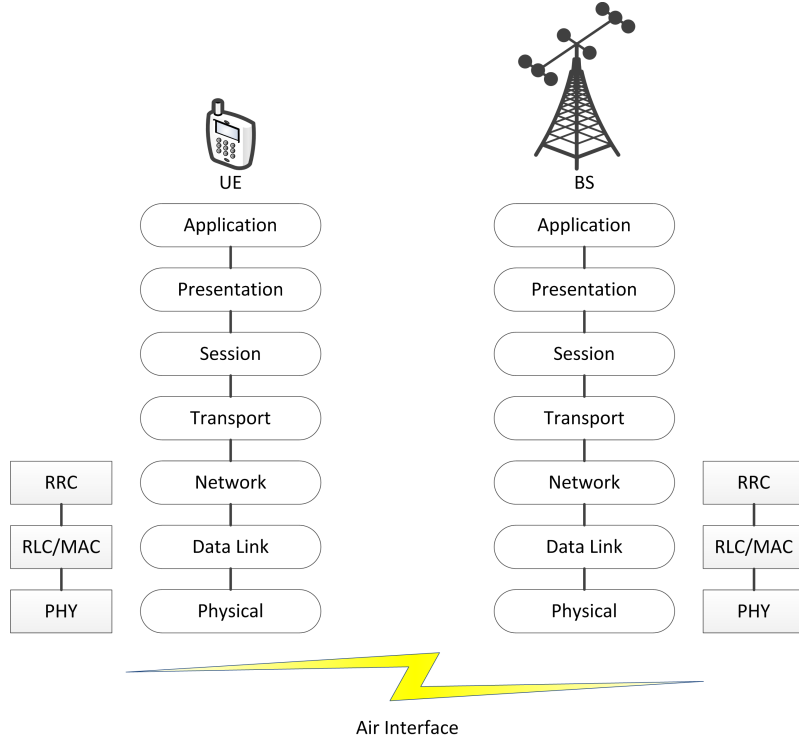 UE
BS
Application
Application
Presentation
Presentation
Session
Session
Transport
Transport
RRC
Network
Network
RRC
RLC/MAC
Data Link
Data Link
RLC/MAC
PHY
Physical
Physical
PHY
Air Interface